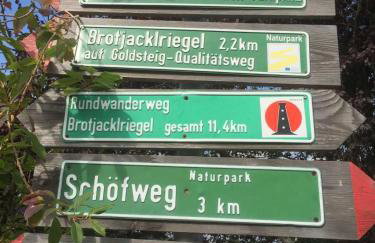 Brotjacklriegel 2,2km
Naturpark
auf Goldsteig-Qualitätsweg
Rundwanderweg
Brotjacklriegel gesamt 11,4km
Naturpark
Schöfweg 3 km